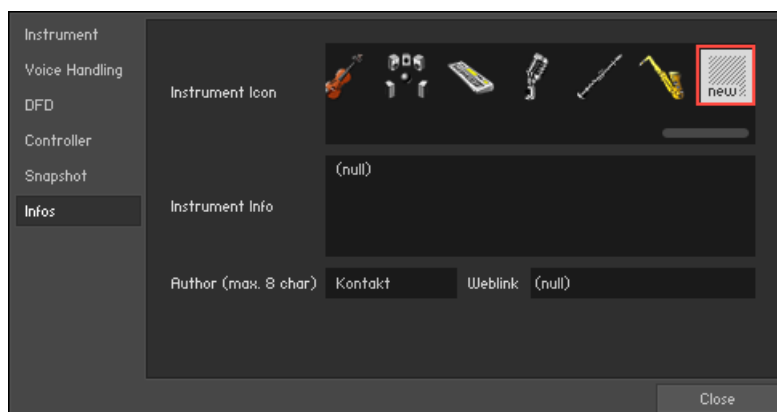 Instrument
Voice Handling
DFD
Controller
Snapshot
Infos
Instrument Icon
new
Instrument Info
(null)
Author (max. 8 char)
Kontakt
Weblink
(null)
Close